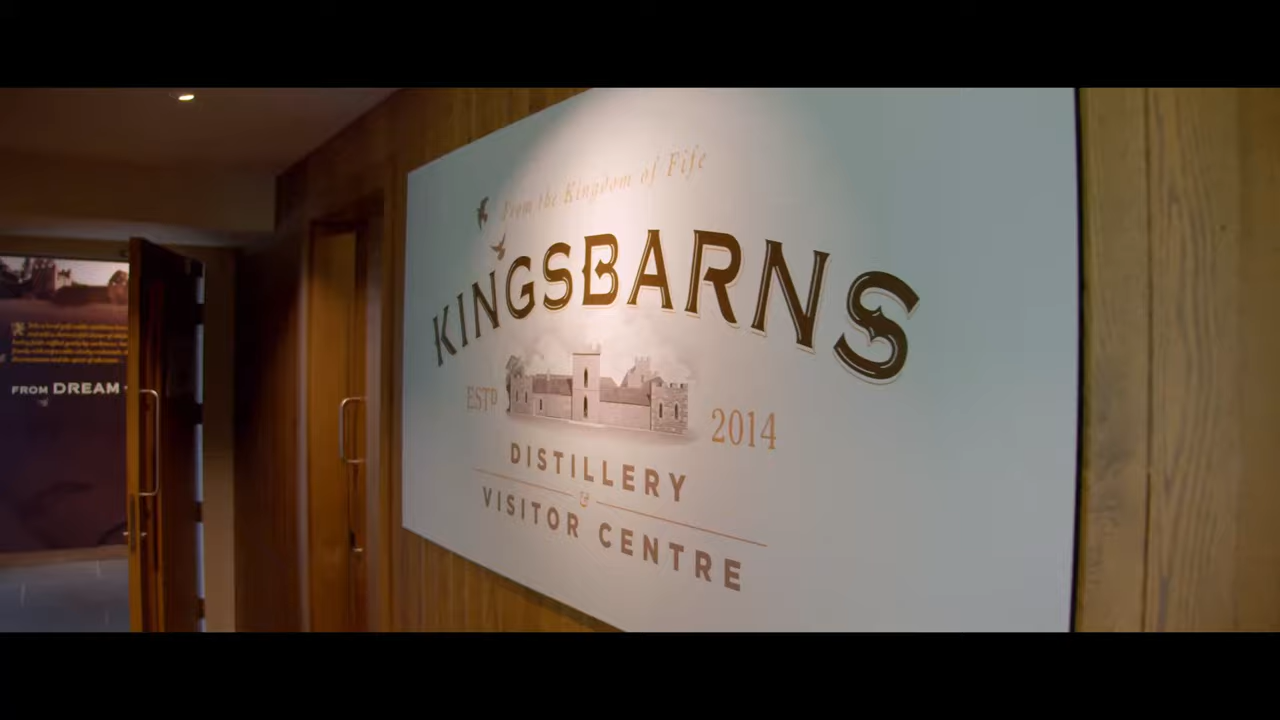 From the Kingdom of Fife
KINGSBARNS
ESTD 2014
DISTILLERY
&
VISITOR CENTRE
FROM DREAM